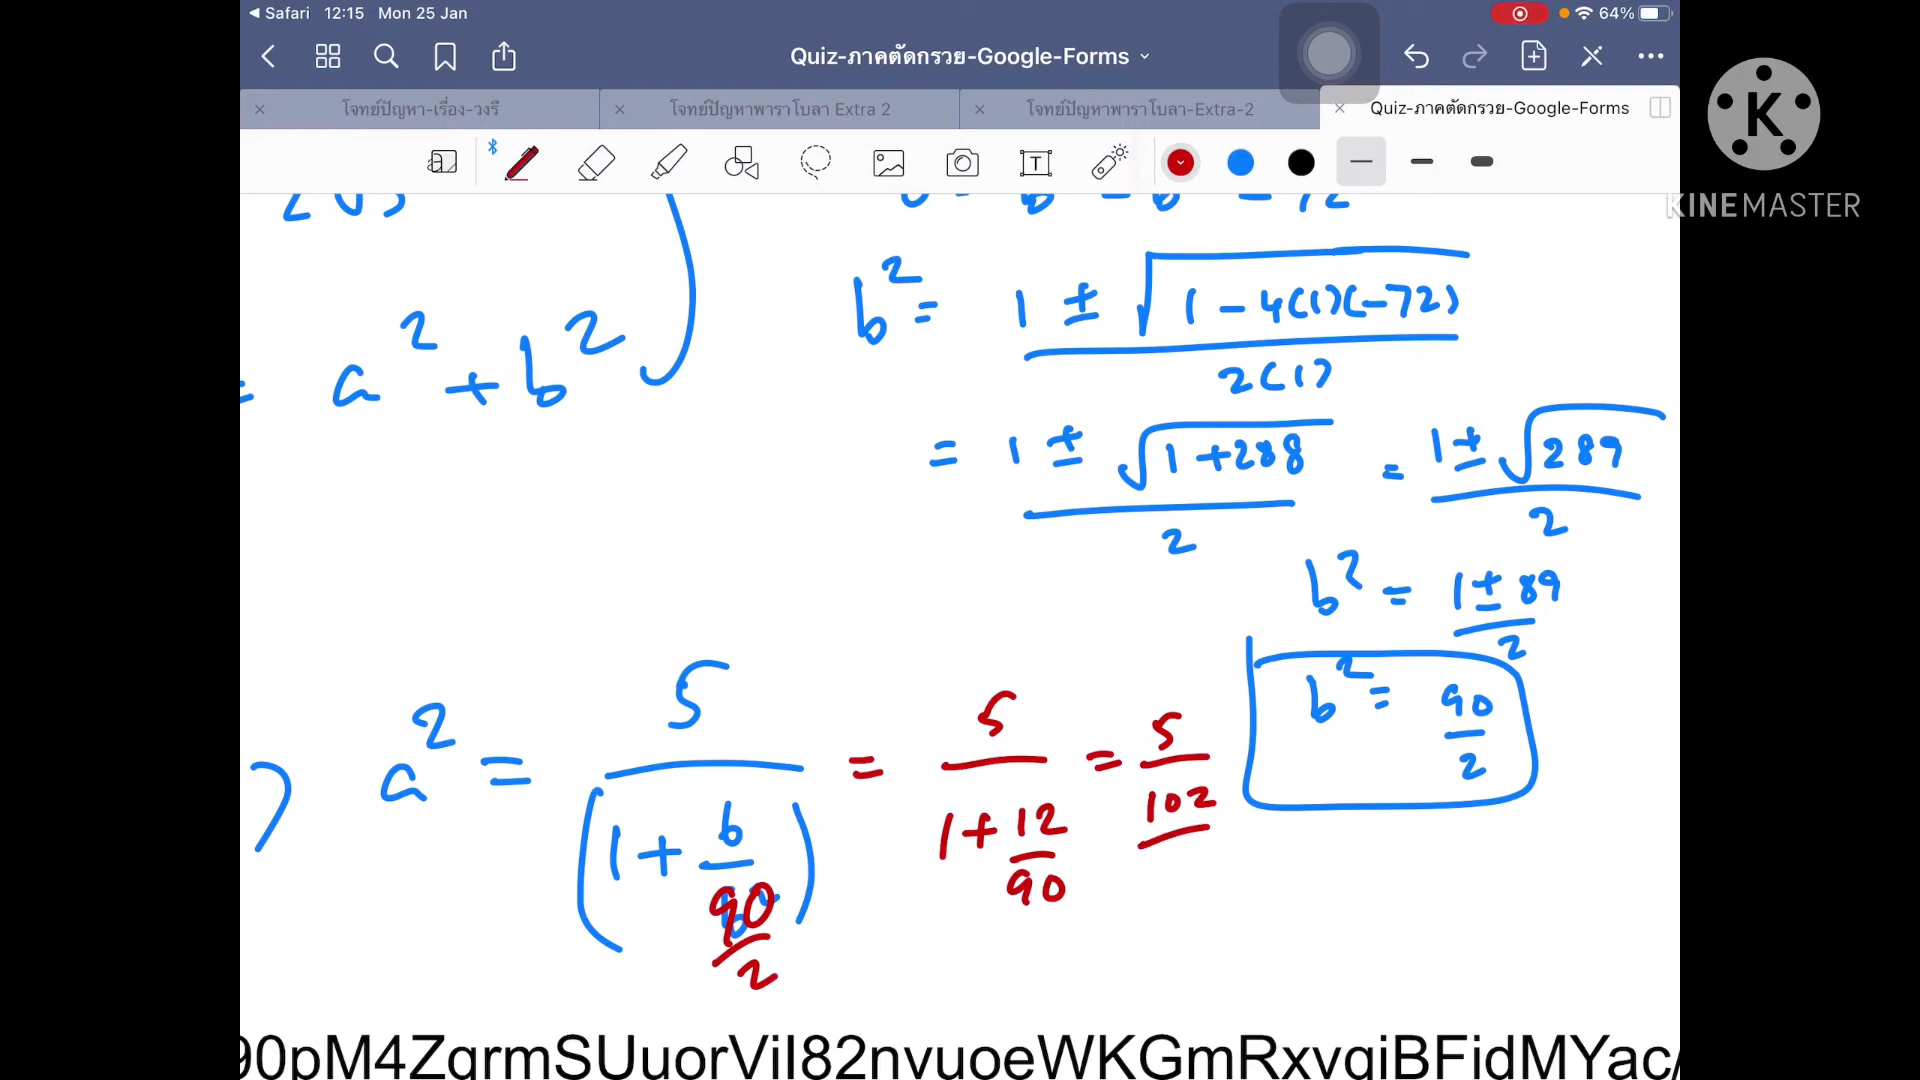 Safari 12:15 Mon 25 Jan 64%
Quiz-ภาคตัดกรวย-Google-Forms
โจทย์ปัญหา-เรื่อง-วงรี โจทย์ปัญหาพาราโบลา Extra 2 โจทย์ปัญหาพาราโบลา-Extra-2 Quiz-ภาคตัดกรวย-Google-Forms
K
KINEMASTER
b² = 1 ± √1 - 4(1)(-72)
2(1)
= a² + b²
= 1 ± √1+288 = 1 ± √289
2 2
b² = 1 ± 89
2
b² = 90
2
a² = 5 = 5 = 5
(1 + 6 ) 1 + 12 102
90 90
2
90pM4ZqrmSUuorVil82nvuoeWKGmRxvqiBFidMYac/